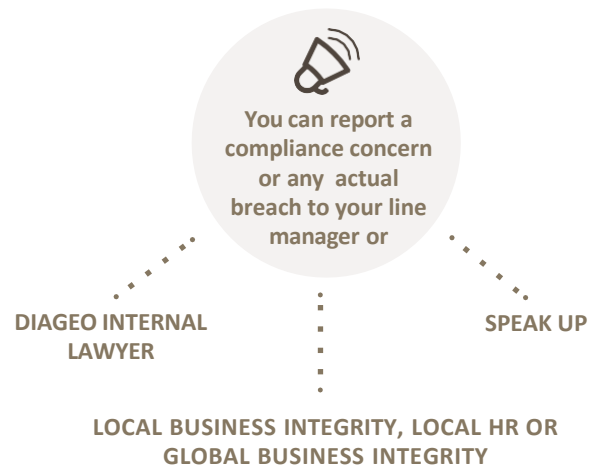 You can report a
compliance concern
or any actual
breach to your line
manager or
DIAGEO INTERNAL
LAWYER
SPEAK UP
LOCAL BUSINESS INTEGRITY, LOCAL HR OR
GLOBAL BUSINESS INTEGRITY